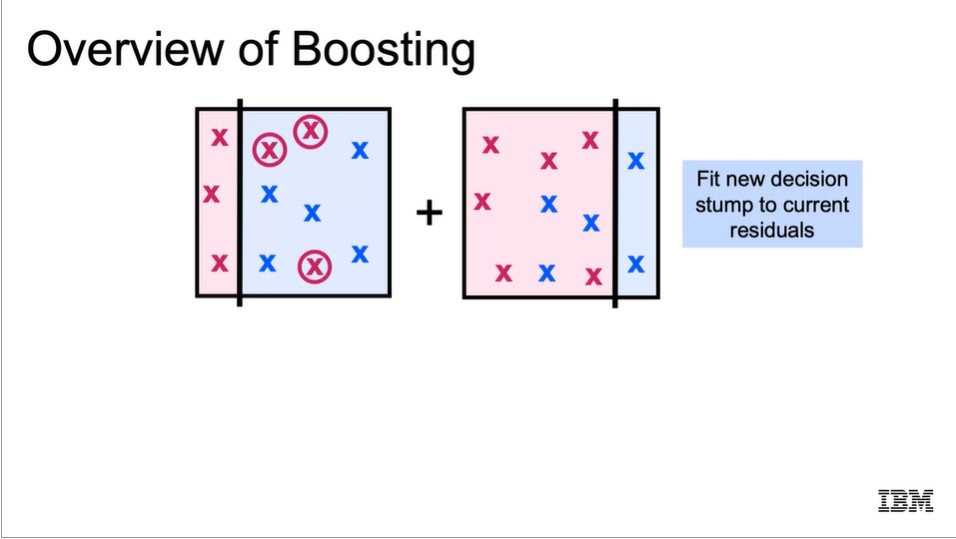 Overview of Boosting
x x x x
x x x
x x x x
+
x x x x
x x x x
x x x x
Fit new decision
stump to current
residuals
IBM